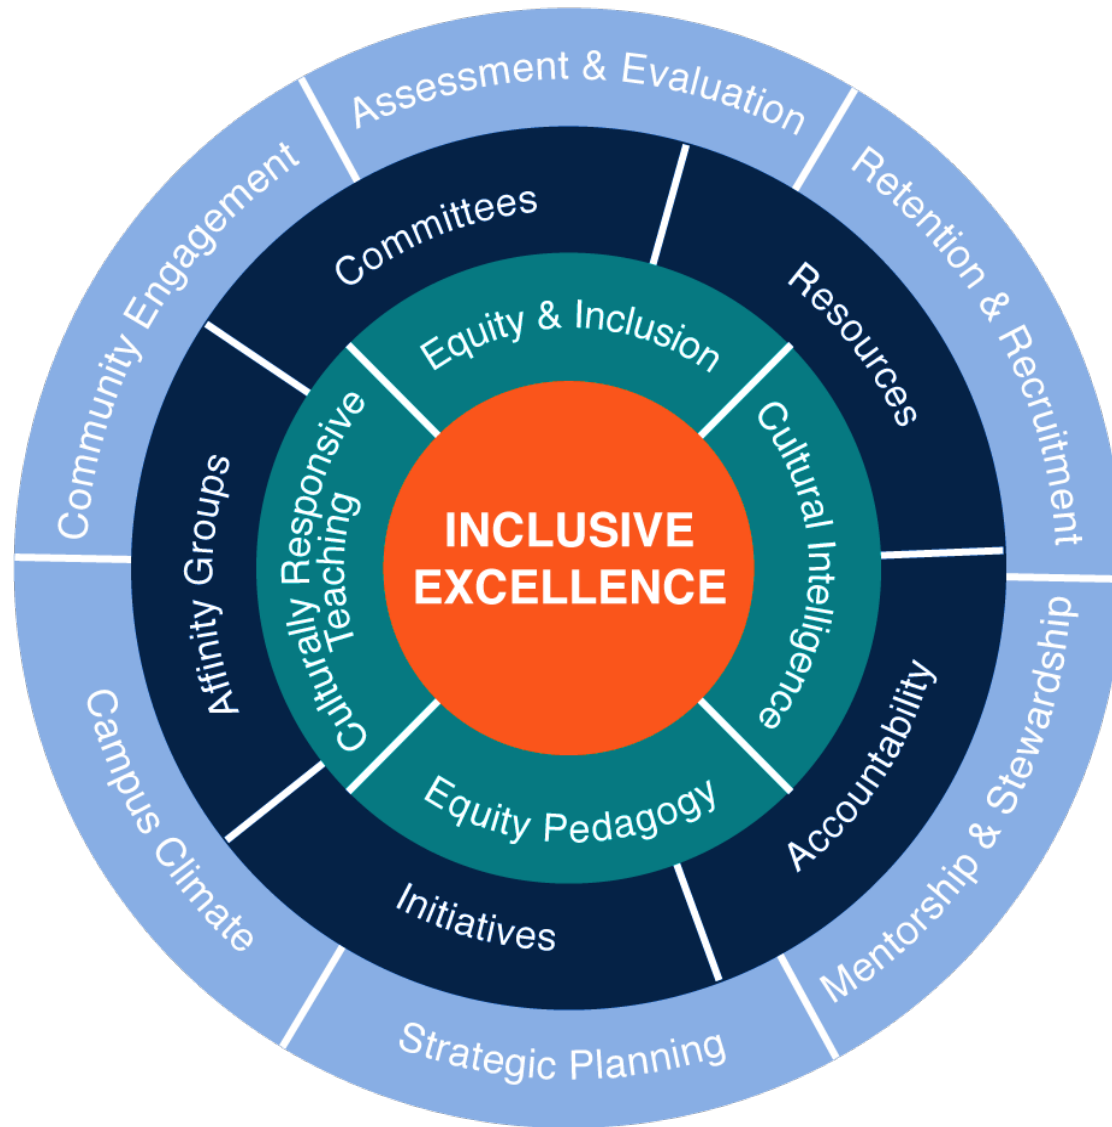 Assessment & Evaluation
Retention & Recruitment
Mentorship & Stewardship
Strategic Planning
Campus Climate
Community Engagement
Committees
Resources
Accountability
Initiatives
Affinity Groups
Equity & Inclusion
Cultural Intelligence
Equity Pedagogy
Culturally Responsive
Teaching
INCLUSIVE
EXCELLENCE